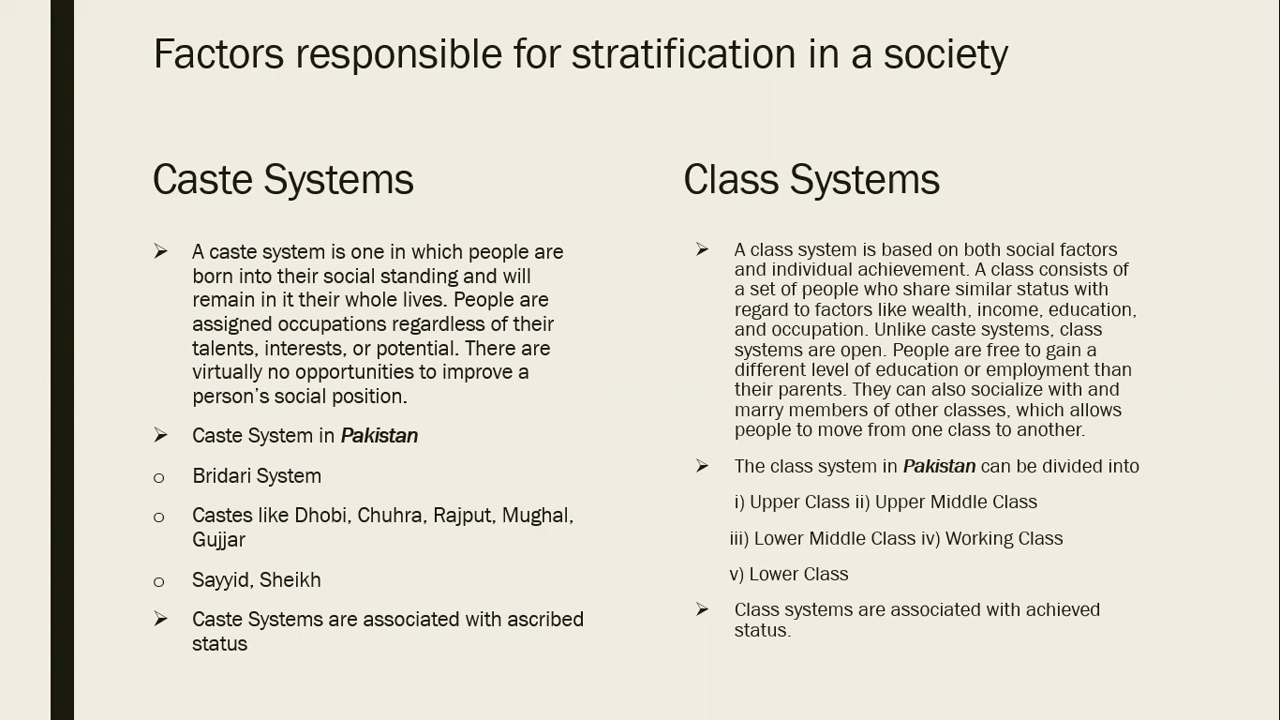 Factors responsible for stratification in a society
Caste Systems
A caste system is one in which people are
born into their social standing and will
remain in it their whole lives. People are
assigned occupations regardless of their
talents, interests, or potential. There are
virtually no opportunities to improve a
person's social position.
Caste System in Pakistan
Bridari System
Castes like Dhobi, Chuhra, Rajput, Mughal,
Gujjar
Sayyid, Sheikh
Caste Systems are associated with ascribed
status
Class Systems
A class system is based on both social factors
and individual achievement. A class consists of
a set of people who share similar status with
regard to factors like wealth, income, education,
and occupation. Unlike caste systems, class
systems are open. People are free to gain a
different level of education or employment than
their parents. They can also socialize with and
marry members of other classes, which allows
people to move from one class to another.
The class system in Pakistan can be divided into
i) Upper Class ii) Upper Middle Class
iii) Lower Middle Class iv) Working Class
v) Lower Class
Class systems are associated with achieved
status.